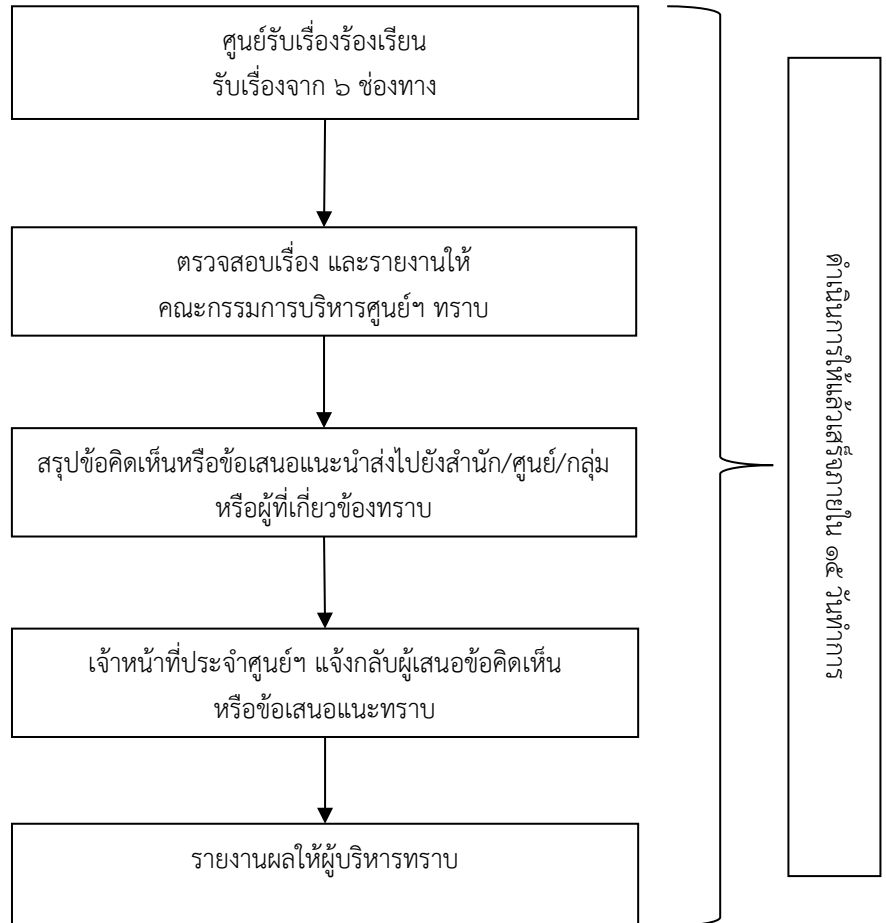 ศูนย์รับเรื่องร้องเรียน
รับเรื่องจาก ๖ ช่องทาง
ตรวจสอบเรื่อง และรายงานให้
คณะกรรมการบริหารศูนย์ฯ ทราบ
สรุปข้อคิดเห็นหรือข้อเสนอแนะนำส่งไปยังสำนัก/ศูนย์/กลุ่ม
หรือผู้ที่เกี่ยวข้องทราบ
เจ้าหน้าที่ประจำศูนย์ฯ แจ้งกลับผู้เสนอข้อคิดเห็น
หรือข้อเสนอแนะทราบ
รายงานผลให้ผู้บริหารทราบ
ดำเนินการให้แล้วเสร็จภายใน ๑๕ วันทำการ